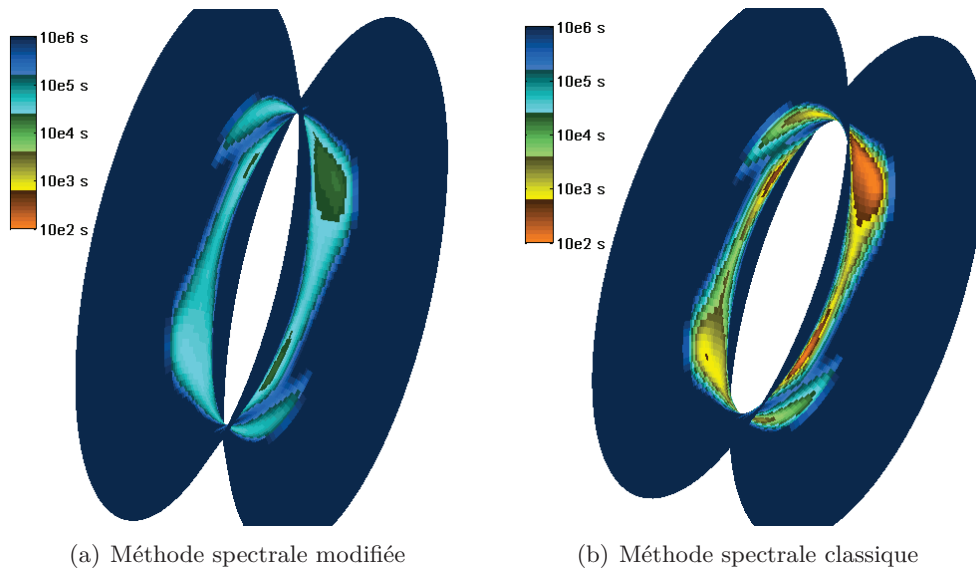 10e6 s
10e5 s
10e4 s
10e3 s
10e2 s
10e6 s
10e5 s
10e4 s
10e3 s
10e2 s
(a) Méthode spectrale modifiée
(b) Méthode spectrale classique